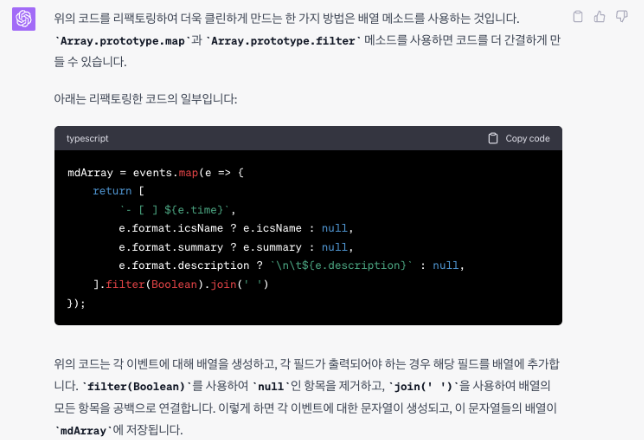 위의 코드를 리팩토링하여 더욱 클린하게 만드는 한 가지 방법은 배열 메소드를 사용하는 것입니다.
`Array.prototype.map`과 `Array.prototype.filter` 메소드를 사용하면 코드를 더 간결하게 만
들 수 있습니다.
아래는 리팩토링한 코드의 일부입니다:
typescript
Copy code
mdArray = events.map(e => {
    return [
        `- [ ] ${e.time}`,
        e.format.icsName ? e.icsName : null,
        e.format.summary ? e.summary : null,
        e.format.description ? `\n\t${e.description}` : null,
    ].filter(Boolean).join(' ')
});
위의 코드는 각 이벤트에 대해 배열을 생성하고, 각 필드가 출력되어야 하는 경우 해당 필드를 배열에 추가합
니다. `filter(Boolean)`를 사용하여 `null`인 항목을 제거하고, `join(' ')`을 사용하여 배열의
모든 항목을 공백으로 연결합니다. 이렇게 하면 각 이벤트에 대한 문자열이 생성되고, 이 문자열들의 배열이
`mdArray`에 저장됩니다.